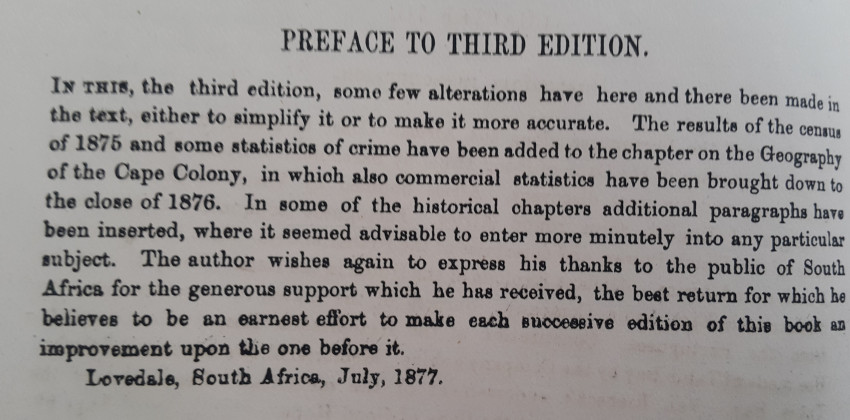 PREFACE TO THIRD EDITION.
IN THIS, the third edition, some few alterations have here and there been made in
the text, either to simplify it or to make it more accurate. The results of the census
of 1875 and some statistics of crime have been added to the chapter on the Geography
of the Cape Colony, in which also commercial statistics have been brought down to
the close of 1876. In some of the historical chapters additional paragraphs have
been inserted, where it seemed advisable to enter more minutely into any particular
subject. The author wishes again to express his thanks to the public of South
Africa for the generous support which he has received, the best return for which he
believes to be an earnest effort to make each successive edition of this book an
improvement upon the one before it.
Lovedale, South Africa, July, 1877.